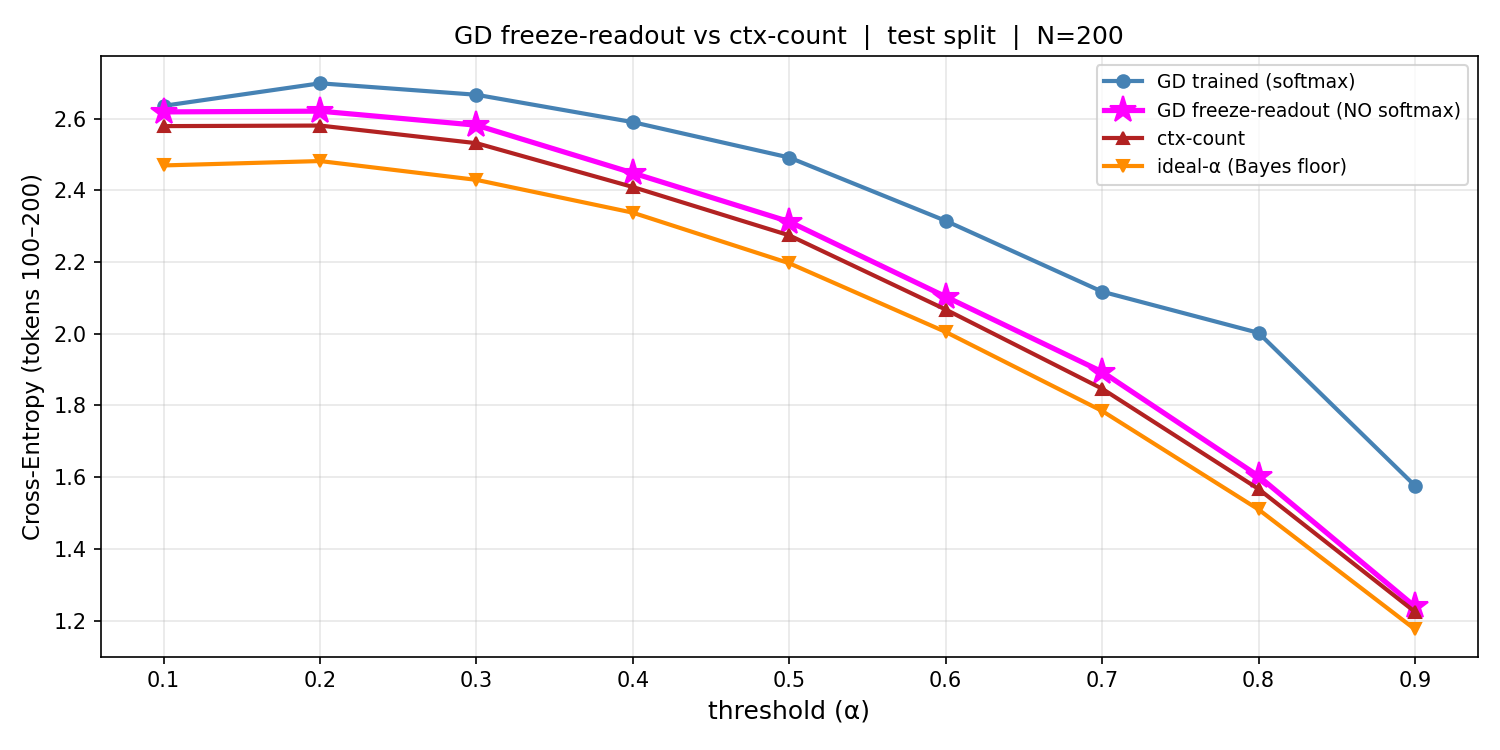 GD freeze-readout vs ctx-count | test split | N=200
GD trained (softmax)
GD freeze-readout (NO softmax)
ctx-count
ideal-α (Bayes floor)
Cross-Entropy (tokens 100–200)
2.6
2.4
2.2
2.0
1.8
1.6
1.4
1.2
0.1 0.2 0.3 0.4 0.5 0.6 0.7 0.8 0.9
threshold (α)